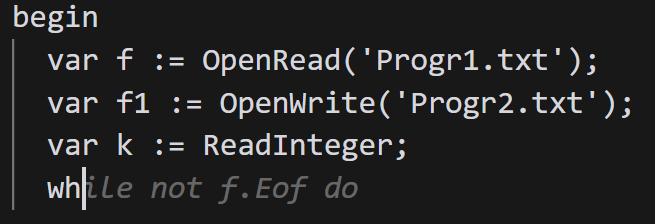 begin
var f := OpenRead('Progr1.txt');
var f1 := OpenWrite('Progr2.txt');
var k := ReadInteger;
while not f.Eof do